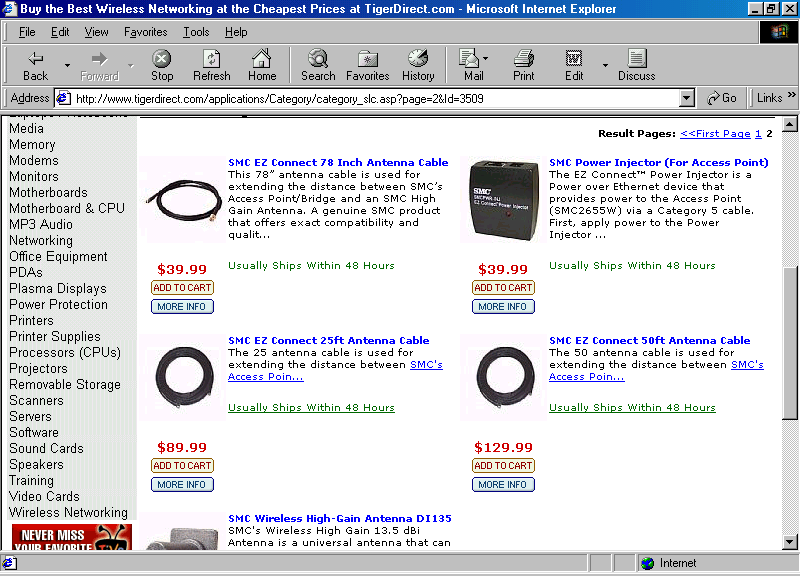 Buy the Best Wireless Networking at the Cheapest Prices at TigerDirect.com - Microsoft Internet Explorer
File Edit View Favorites Tools Help
Back Forward Stop Refresh Home Search Favorites History Mail Print Edit Discuss
Address http://www.tigerdirect.com/applications/Category/category_slc.asp?page=2&Id=3509 Go Links »
Media
Memory
Modems
Monitors
Motherboards
Motherboard & CPU
MP3 Audio
Networking
Office Equipment
PDAs
Plasma Displays
Power Protection
Printers
Printer Supplies
Processors (CPUs)
Projectors
Removable Storage
Scanners
Servers
Software
Sound Cards
Speakers
Training
Video Cards
Wireless Networking
NEVER MISS
YOUR FAVORITE
Result Pages: <<First Page 1 2
SMC EZ Connect 78 Inch Antenna Cable
This 78” antenna cable is used for
extending the distance between SMC’s
Access Point/Bridge and an SMC High
Gain Antenna. A genuine SMC product
that offers exact compatibility and
qualit...
$39.99
Usually Ships Within 48 Hours
ADD TO CART
MORE INFO
SMC
EZ Connect Power Injector
SMC Power Injector (For Access Point)
The EZ Connect™ Power Injector is a
Power over Ethernet device that
provides power to the Access Point
(SMC2655W) via a Category 5 cable.
First, apply power to the Power
Injector ...
$39.99
Usually Ships Within 48 Hours
ADD TO CART
MORE INFO
SMC EZ Connect 25ft Antenna Cable
The 25 antenna cable is used for
extending the distance between SMC's
Access Poin...
Usually Ships Within 48 Hours
$89.99
ADD TO CART
MORE INFO
SMC EZ Connect 50ft Antenna Cable
The 50 antenna cable is used for
extending the distance between SMC's
Access Poin...
Usually Ships Within 48 Hours
$129.99
ADD TO CART
MORE INFO
SMC Wireless High-Gain Antenna DI135
SMC's Wireless High Gain 13.5 dBi
Antenna is a universal antenna that can
Internet